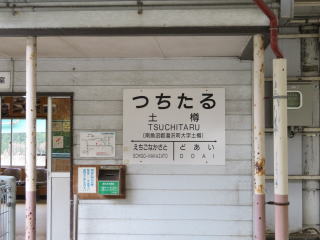 つちたる
土樽
TSUCHITARU
(南魚沼郡湯沢町大字土樽)
えちごなかざと
どあい
ECHIGO-NAKAZATO
DOAI
室